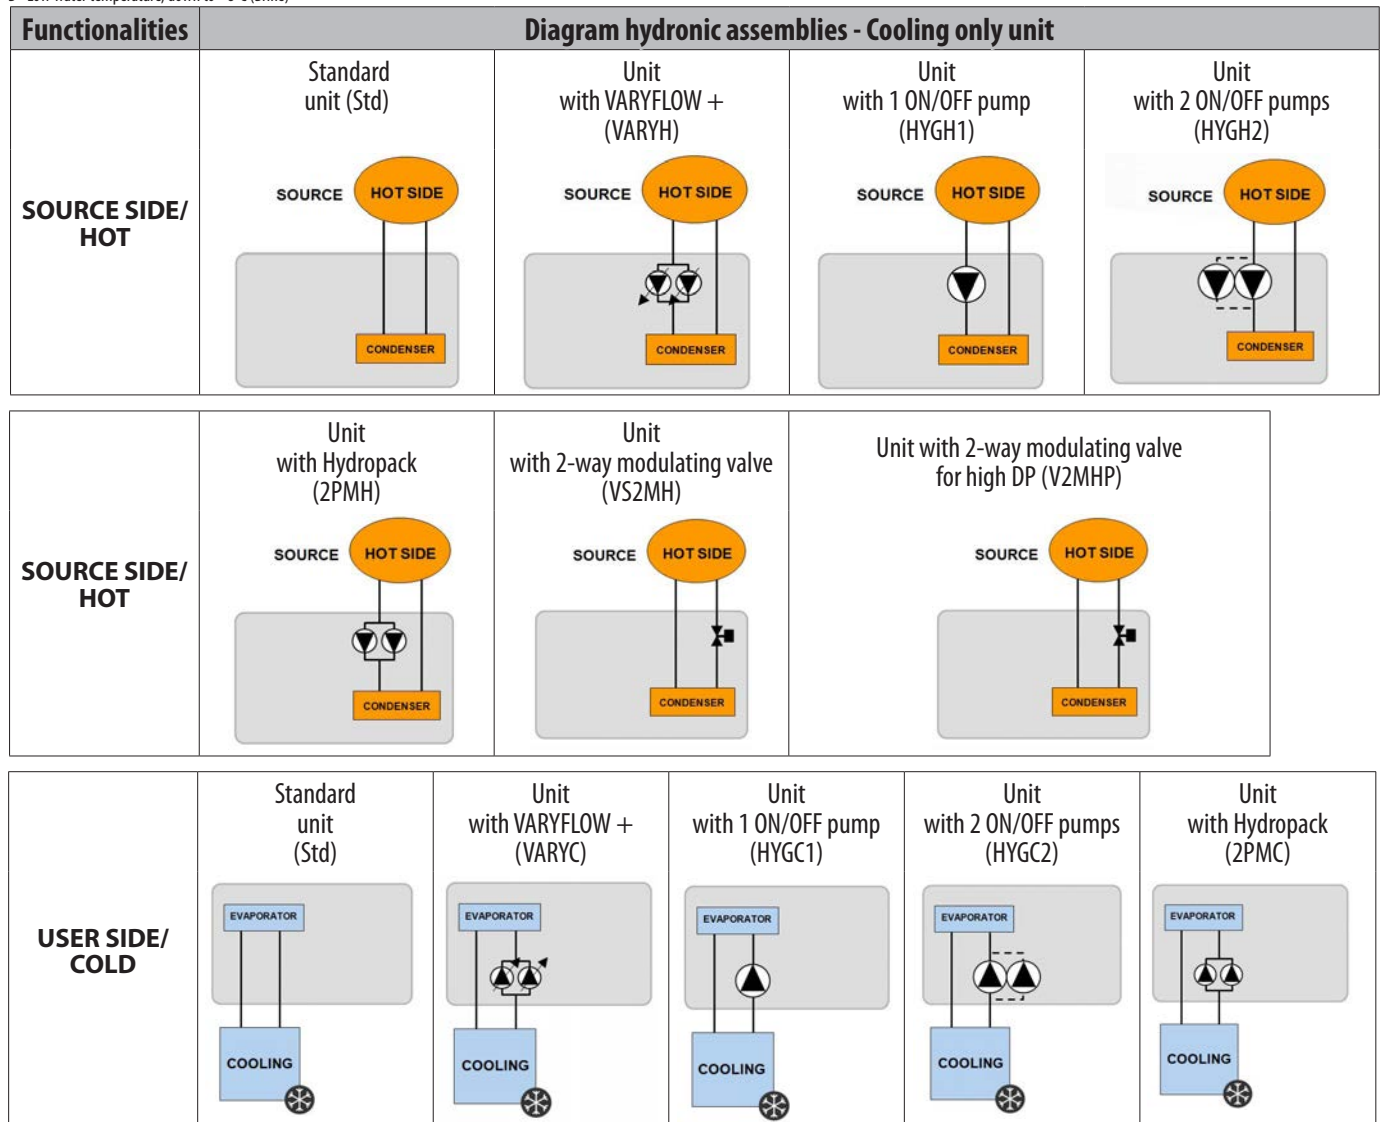 Functionalities
Diagram hydronic assemblies - Cooling only unit
SOURCE SIDE/
HOT
Standard
unit (Std)
SOURCE
HOT SIDE
CONDENSER
Unit
with VARYFLOW +
(VARYH)
SOURCE
HOT SIDE
CONDENSER
Unit
with 1 ON/OFF pump
(HYGH1)
SOURCE
HOT SIDE
CONDENSER
Unit
with 2 ON/OFF pumps
(HYGH2)
SOURCE
HOT SIDE
CONDENSER
SOURCE SIDE/
HOT
Unit
with Hydropack
(2PMH)
SOURCE
HOT SIDE
CONDENSER
Unit
with 2-way modulating valve
(VS2MH)
SOURCE
HOT SIDE
CONDENSER
Unit with 2-way modulating valve
for high DP (V2MHP)
SOURCE
HOT SIDE
CONDENSER
USER SIDE/
COLD
Standard
unit
(Std)
EVAPORATOR
COOLING
Unit
with VARYFLOW +
(VARYC)
EVAPORATOR
COOLING
Unit
with 1 ON/OFF pump
(HYGC1)
EVAPORATOR
COOLING
Unit
with 2 ON/OFF pumps
(HYGC2)
EVAPORATOR
COOLING
Unit
with Hydropack
(2PMC)
EVAPORATOR
COOLING